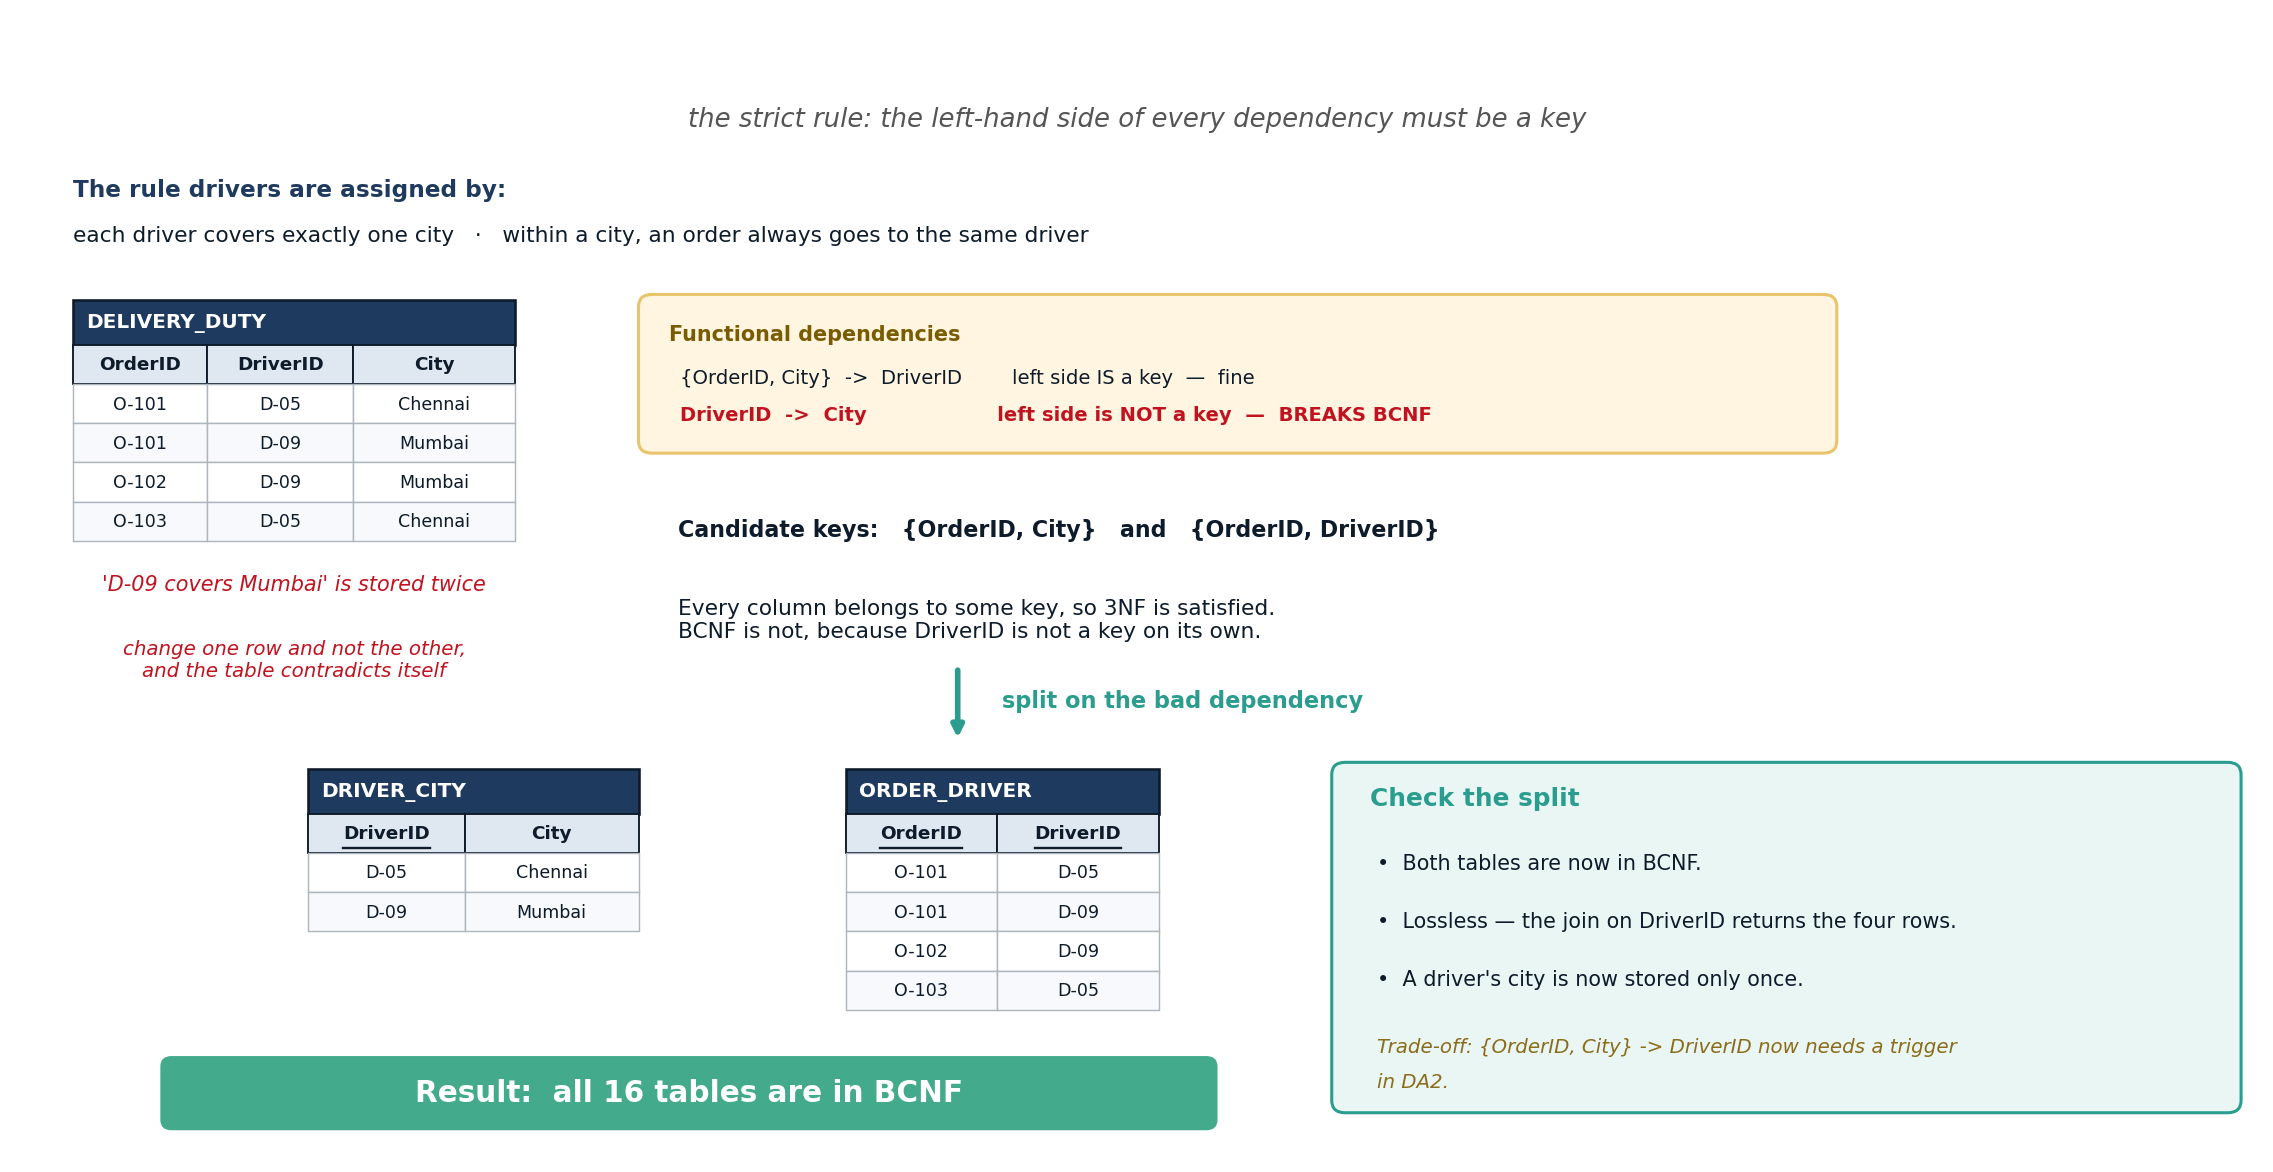 the strict rule: the left-hand side of every dependency must be a key
The rule drivers are assigned by:
each driver covers exactly one city · within a city, an order always goes to the same driver
DELIVERY_DUTY
OrderID DriverID City
O-101 D-05 Chennai
O-101 D-09 Mumbai
O-102 D-09 Mumbai
O-103 D-05 Chennai
'D-09 covers Mumbai' is stored twice
change one row and not the other,
and the table contradicts itself
Functional dependencies
{OrderID, City} -> DriverID left side IS a key — fine
DriverID -> City left side is NOT a key — BREAKS BCNF
Candidate keys: {OrderID, City} and {OrderID, DriverID}
Every column belongs to some key, so 3NF is satisfied.
BCNF is not, because DriverID is not a key on its own.
split on the bad dependency
DRIVER_CITY
DriverID City
D-05 Chennai
D-09 Mumbai
ORDER_DRIVER
OrderID DriverID
O-101 D-05
O-101 D-09
O-102 D-09
O-103 D-05
Check the split
• Both tables are now in BCNF.
• Lossless — the join on DriverID returns the four rows.
• A driver's city is now stored only once.
Trade-off: {OrderID, City} -> DriverID now needs a trigger
in DA2.
Result: all 16 tables are in BCNF